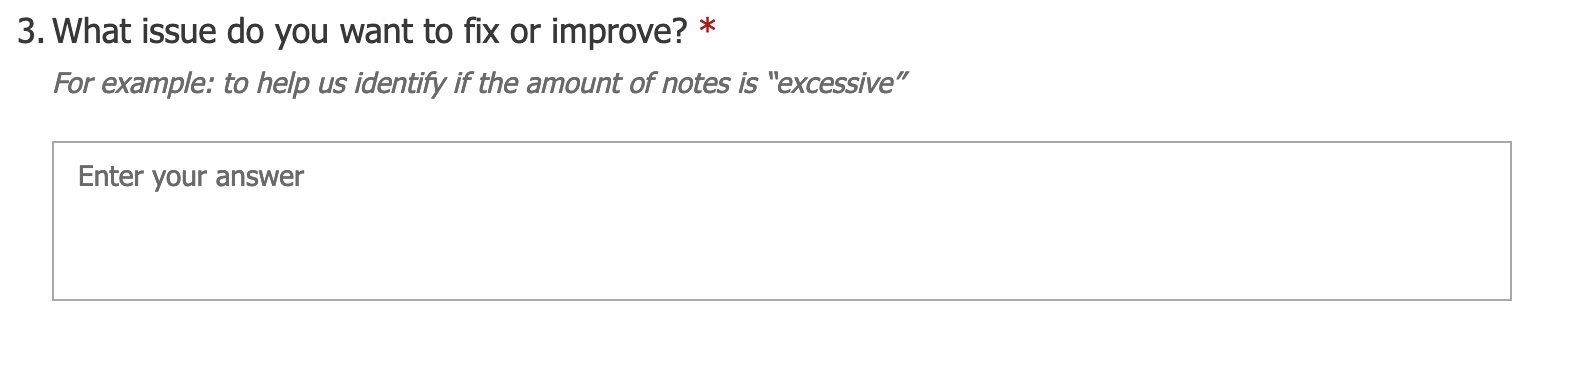 3. What issue do you want to fix or improve? *
For example: to help us identify if the amount of notes is “excessive”
Enter your answer